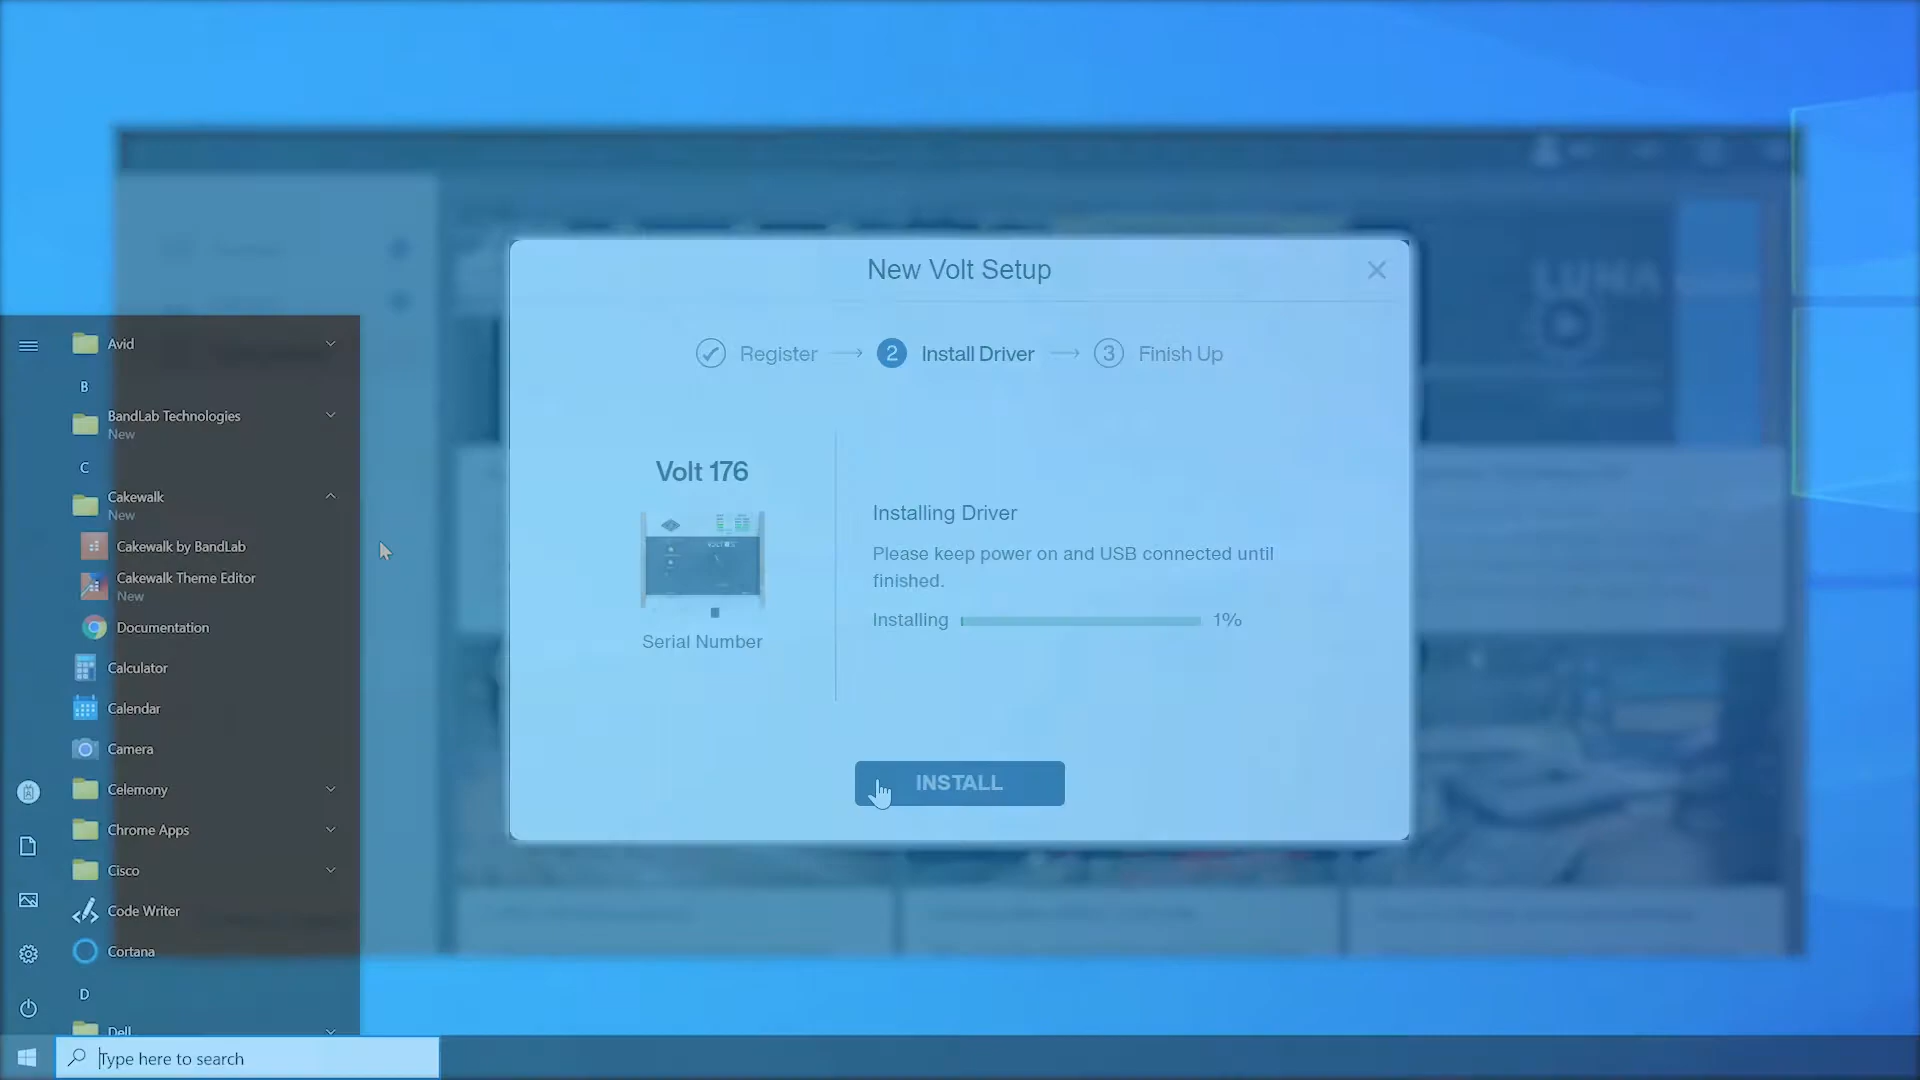 LUNA
New Volt Setup
Register
2
Install Driver
3
Finish Up
Volt 176
Serial Number
Installing Driver
Please keep power on and USB connected until
finished.
Installing
1%
INSTALL
Avid
B
BandLab Technologies
New
C
Cakewalk
New
Cakewalk by BandLab
Cakewalk Theme Editor
New
Documentation
Calculator
Calendar
Camera
Celemony
Chrome Apps
Cisco
Code Writer
Cortana
D
Dell
Type here to search